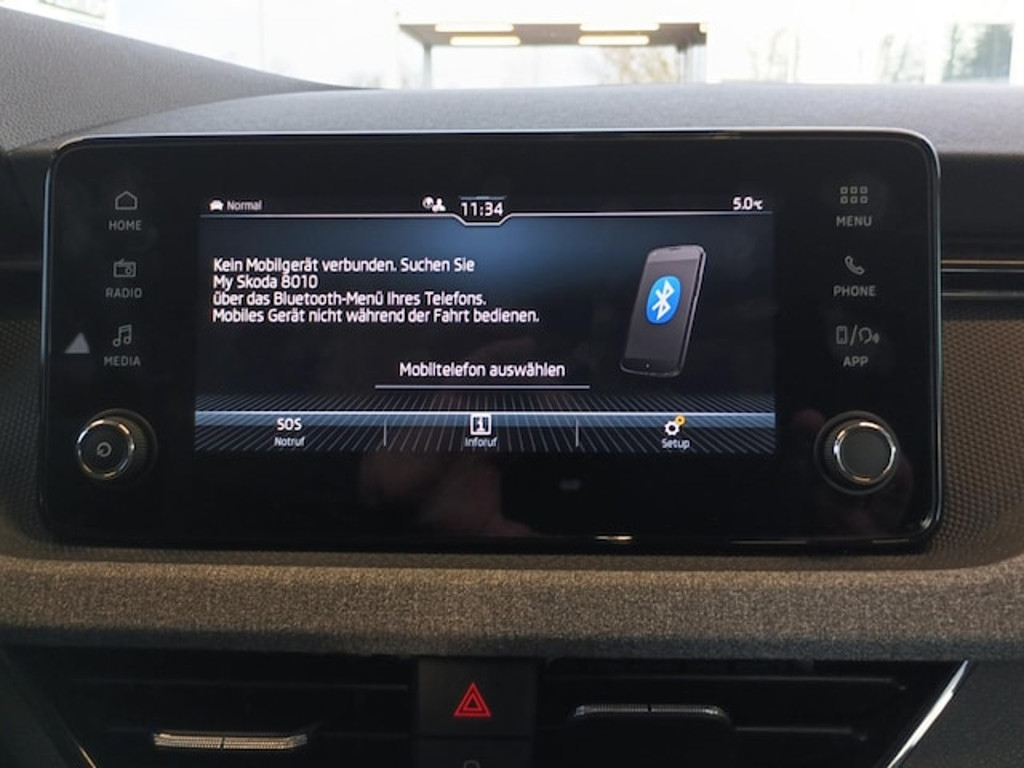 HOME
RADIO
MEDIA
Normal
11:34
5.0°C
Kein Mobilgerät verbunden. Suchen Sie
My Skoda 8010
über das Bluetooth-Menü Ihres Telefons.
Mobiles Gerät nicht während der Fahrt bedienen.
Mobiltelefon auswählen
SOS
Notruf
i
Inforuf
Setup
MENU
PHONE
APP